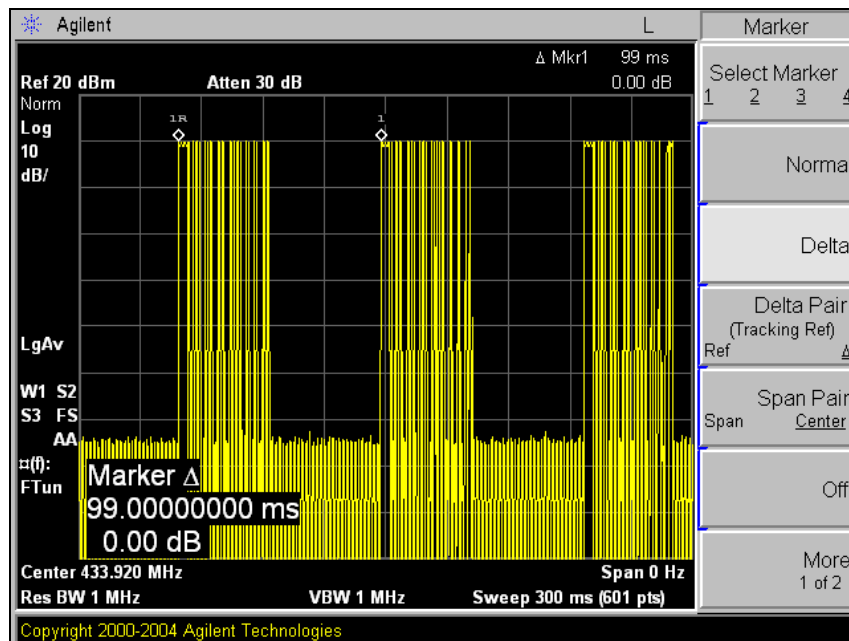 Agilent L Marker
Δ Mkr1 99 ms
Ref 20 dBm Atten 30 dB 0.00 dB
Norm
Log
10
dB/
1R
1
LgAv
W1 S2
S3 FS
AA
¤(f):
FTun
Marker Δ
99.00000000 ms
0.00 dB
Center 433.920 MHz Span 0 Hz
Res BW 1 MHz VBW 1 MHz Sweep 300 ms (601 pts)
Copyright 2000-2004 Agilent Technologies
Select Marker
1 2 3 4
Norma
Delta
Delta Pair
(Tracking Ref)
Ref Δ
Span Pair
Span Center
Off
More
1 of 2